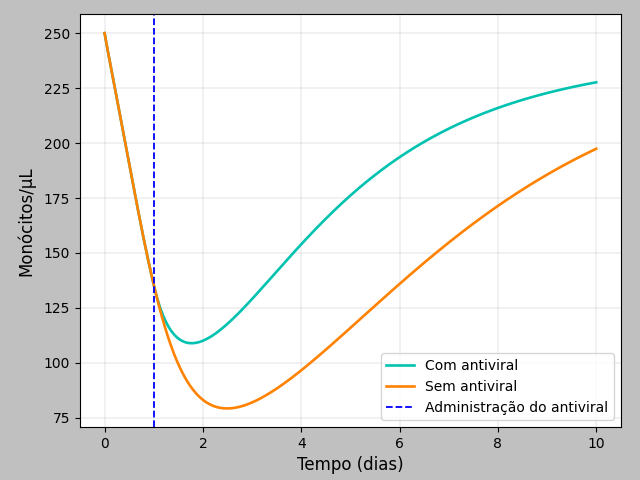 250
225
200
175
150
125
100
75
Monócitos/µL
0
2
4
6
8
10
Tempo (dias)
Com antiviral
Sem antiviral
Administração do antiviral